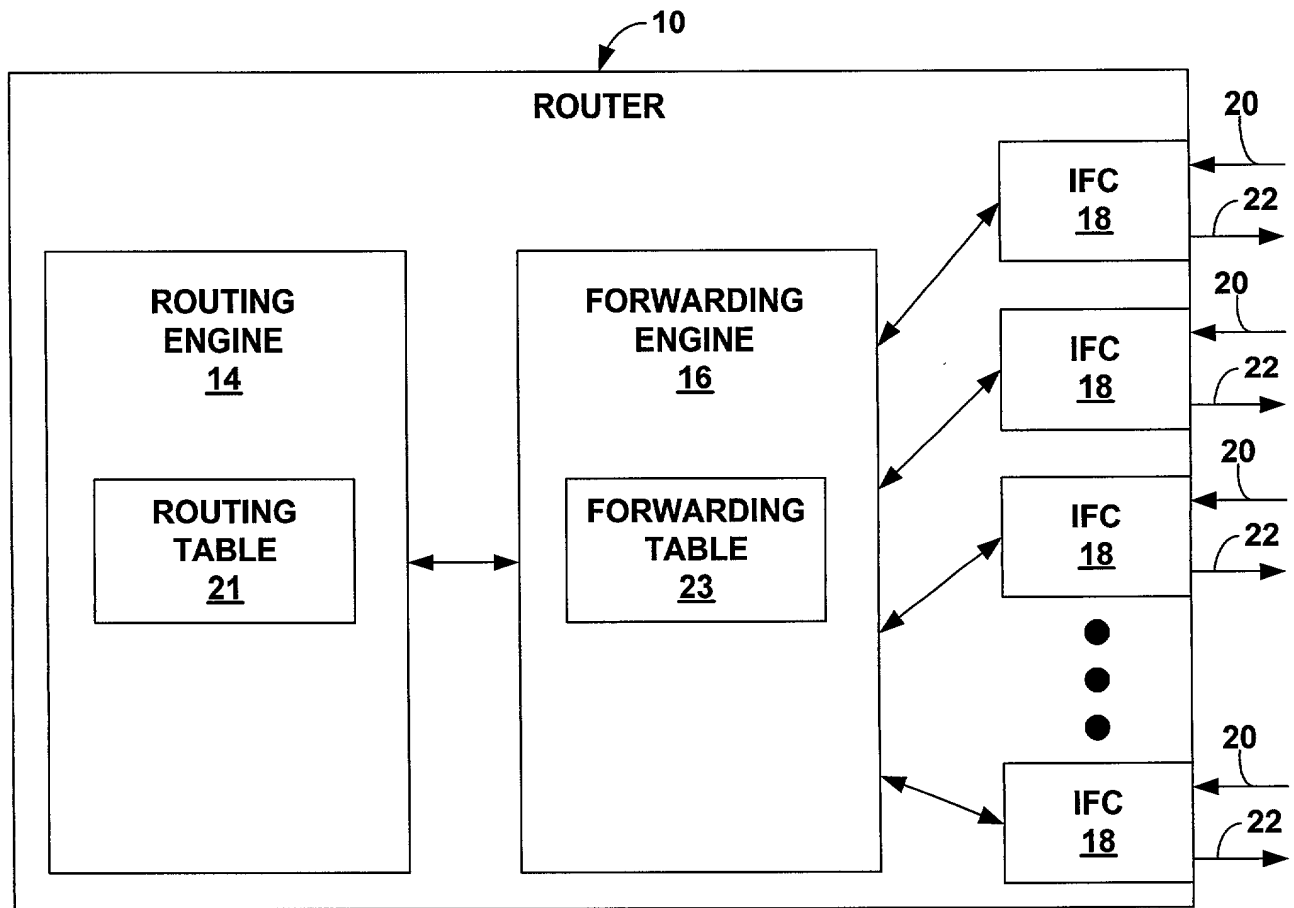 10
ROUTER
20
IFC
18
22
ROUTING
ENGINE
14
FORWARDING
ENGINE
16
20
IFC
18
22
ROUTING
TABLE
21
FORWARDING
TABLE
23
20
IFC
18
22
20
IFC
18
22